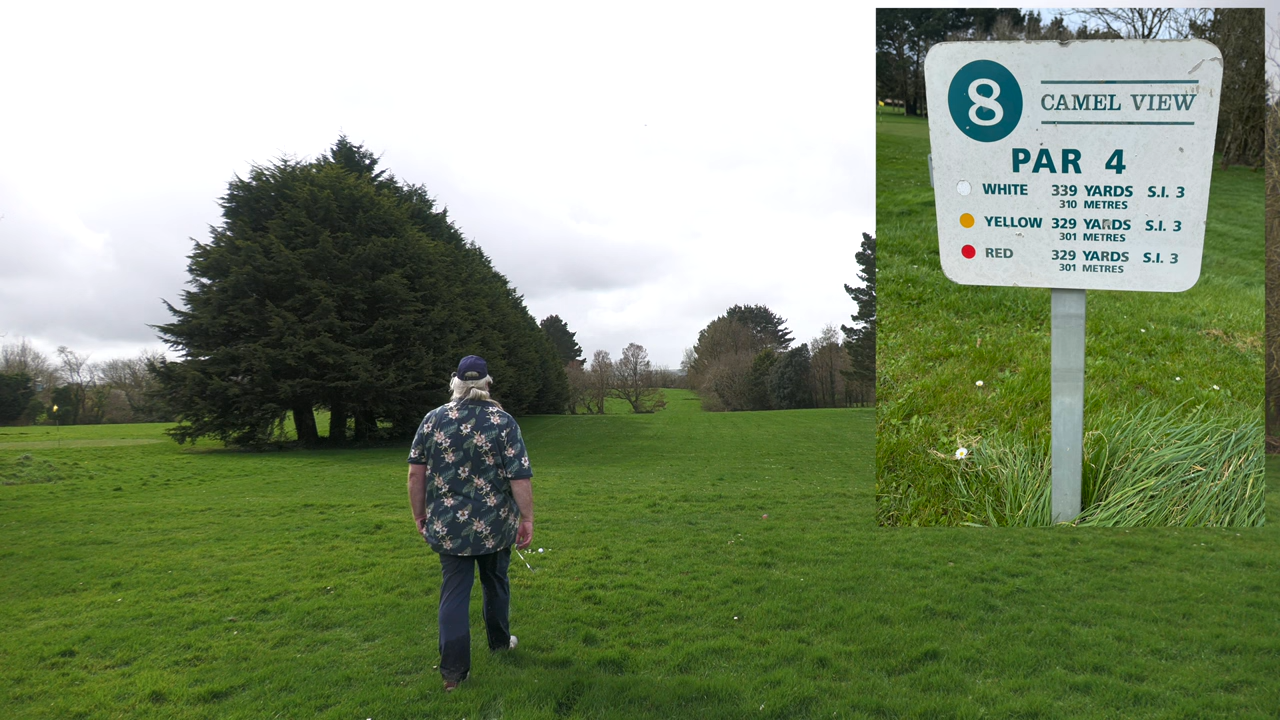 8
CAMEL VIEW
PAR 4
WHITE 339 YARDS S.I. 3
310 METRES
YELLOW 329 YARDS S.I. 3
301 METRES
RED 329 YARDS S.I. 3
301 METRES